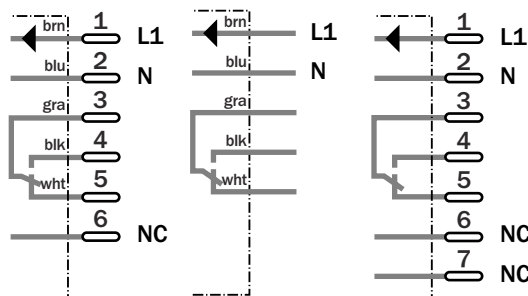 brn 1 L1
blu 2 N
gra 3
blk 4
wht 5
6 NC
brn L1
blu N
gra
blk
wht
1 L1
2 N
3
4
5
6 NC
7 NC